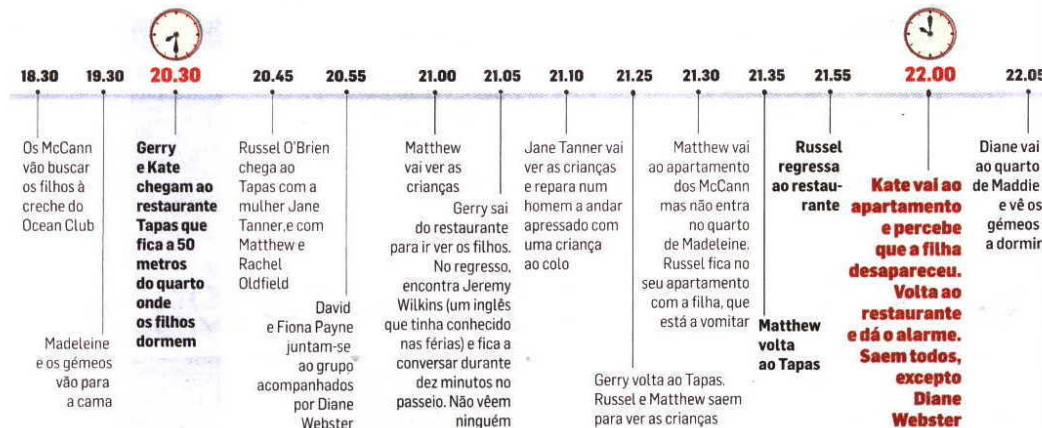 18.30
19.30
20.30
20.45
20.55
21.00
21.05
21.10
21.25
21.30
21.35
21.55
22.00
22.05
Os McCann
vão buscar
os filhos à
creche do
Ocean Club
Madeleine
e os gémeos
vão para
a cama
Gerry
e Kate
chegam ao
restaurante
Tapas que
fica a 50
metros
do quarto
onde
os filhos
dormem
Russel O'Brien
chega ao
Tapas com a
mulher Jane
Tanner,e com
Matthew e
Rachel
Oldfield
David
e Fiona Payne
juntam-se
ao grupo
acompanhados
por Diane
Webster
Matthew
vai ver as
crianças
Gerry sai
do restaurante
para ir ver os filhos.
No regresso,
encontra Jeremy
Wilkins (um inglês
que tinha conhecido
nas férias) e fica a
conversar durante
dez minutos no
passeio. Não vêem
ninguém
Jane Tanner vai
ver as crianças
e repara num
homem a andar
apressado com
uma criança
ao colo
Gerry volta ao Tapas.
Russel e Matthew saem
para ver as crianças
Matthew vai
ao apartamento
dos McCann
mas não entra
no quarto
de Madeleine.
Russel fica no
seu apartamento
com a filha, que
está a vomitar
Matthew
volta
ao Tapas
Russel
regressa
ao restau-
rante
Kate vai ao
apartamento
e percebe
que a filha
desapareceu.
Volta ao
restaurante
e dá o alarme.
Saem todos,
excepto
Diane
Webster
Diane vai
ao quarto
de Maddie
e vê os
gémeos
a dormir